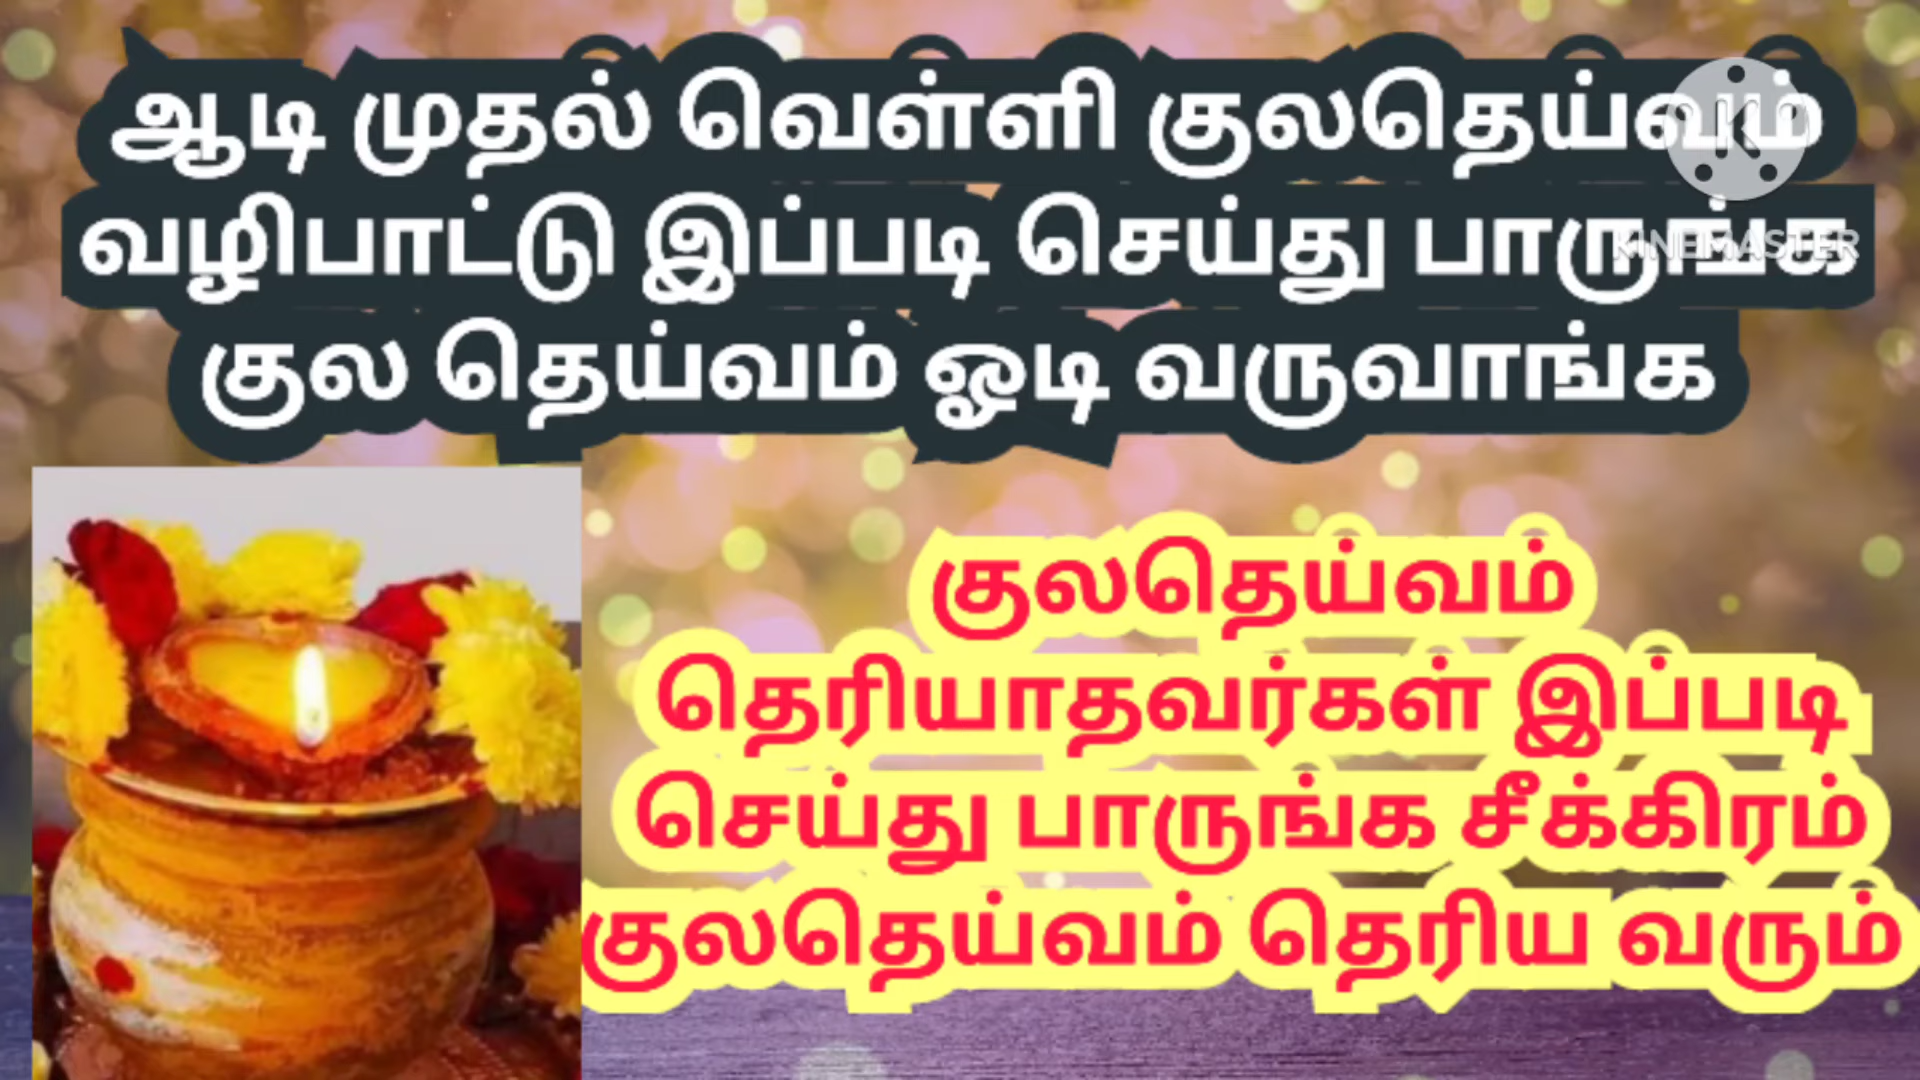 ஆடி முதல் வெள்ளி குலதெய்வம்
வழிபாட்டு இப்படி செய்து பாருங்க
குல தெய்வம் ஓடி வருவாங்க
K
KINEMASTER
குலதெய்வம்
தெரியாதவர்கள் இப்படி
செய்து பாருங்க சீக்கிரம்
குலதெய்வம் தெரிய வரும்